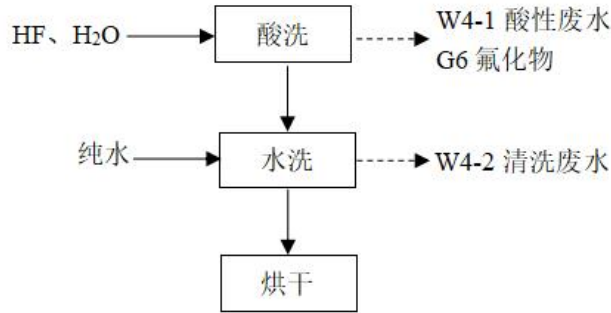 HF、H₂O
酸洗
W4-1 酸性废水
G6 氟化物
纯水
水洗
W4-2 清洗废水
烘干